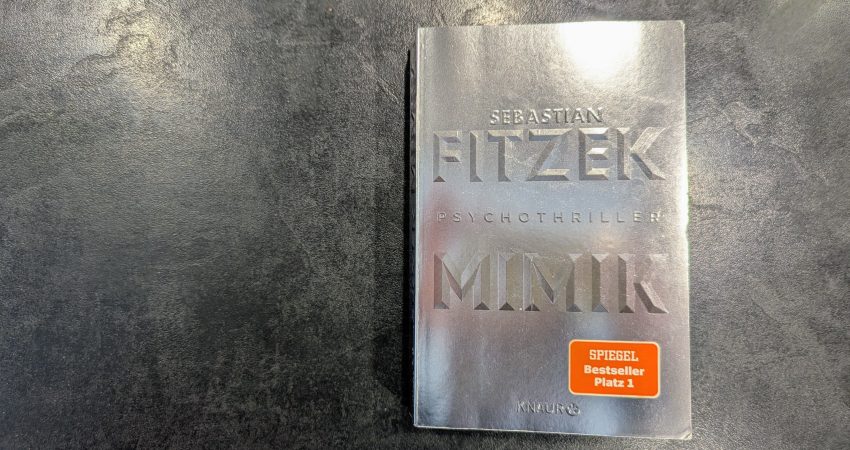 SEBASTIAN
FITZEK
PSYCHOTHRILLER
MIMIK
SPIEGEL
Bestseller
Platz 1
KNAUR